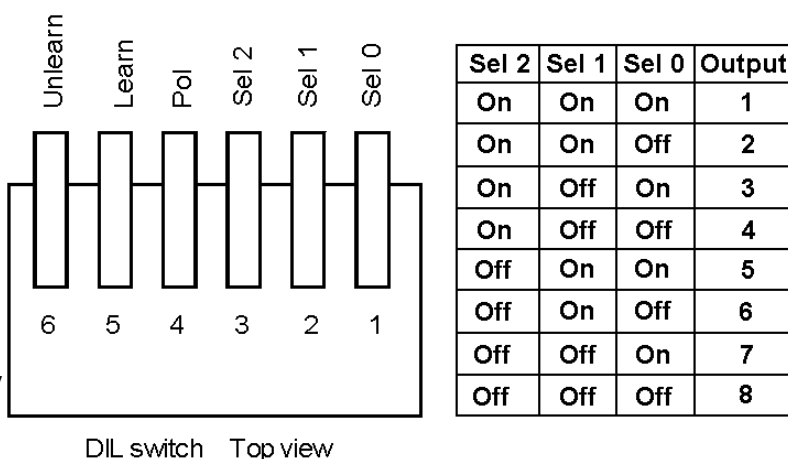 Unlearn
Learn
Pol
Sel 2
Sel 1
Sel 0
6 5 4 3 2 1
DIL switch Top view
Sel 2 Sel 1 Sel 0 Output
On On On 1
On On Off 2
On Off On 3
On Off Off 4
Off On On 5
Off On Off 6
Off Off On 7
Off Off Off 8